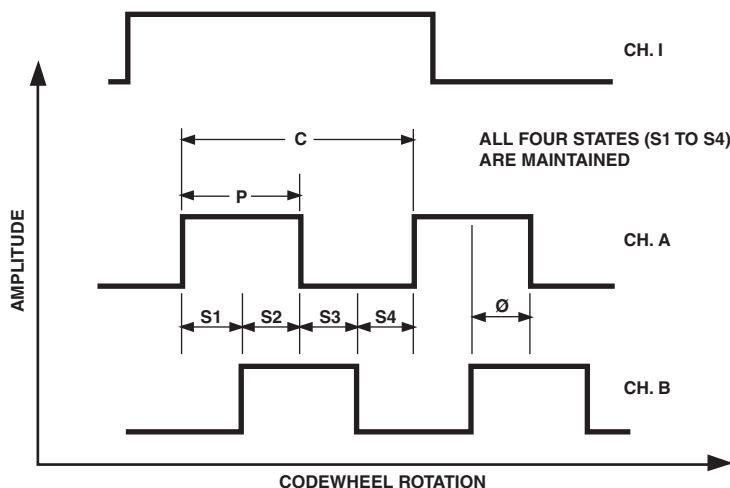 CH. I
C
ALL FOUR STATES (S1 TO S4)
ARE MAINTAINED
P
CH. A
AMPLITUDE
S1 S2 S3 S4 Ø
CH. B
CODEWHEEL ROTATION